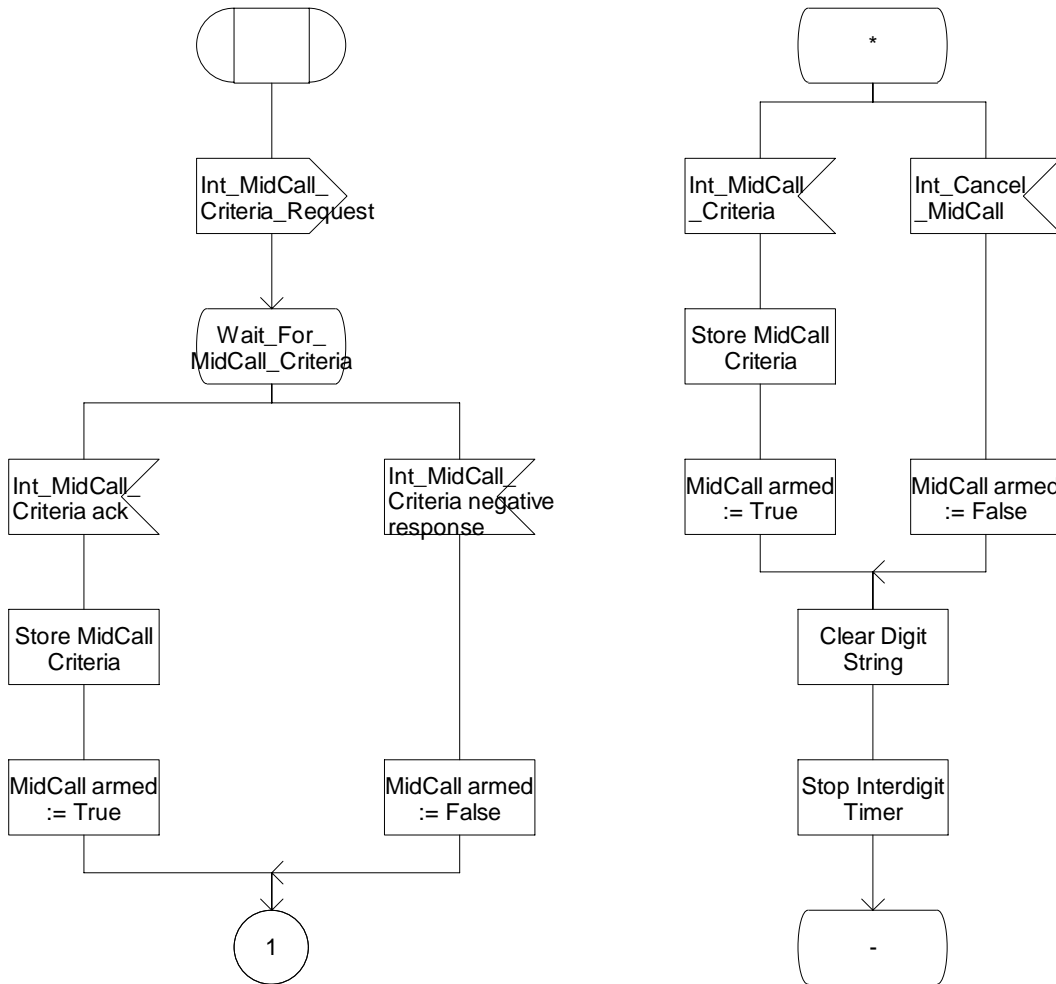 Int_MidCall_
Criteria_Request
Wait_For_
MidCall_Criteria
Int_MidCall_
Criteria ack
Int_MidCall_
Criteria negative
response
Store MidCall
Criteria
MidCall armed
:= True
MidCall armed
:= False
1
*
Int_MidCall
_Criteria
Int_Cancel
_MidCall
Store MidCall
Criteria
MidCall armed
:= True
MidCall armed
:= False
Clear Digit
String
Stop Interdigit
Timer
-